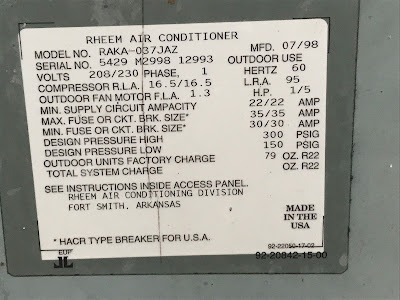 RHEEM AIR CONDITIONER
MODEL NO. RAKA-037JAZ MFD. 07/98
SERIAL NO. 5429 M2998 12993 OUTDOOR USE
VOLTS 208/230 PHASE, 1 HERTZ 60
COMPRESSOR R.L.A. 16.5/16.5 L.R.A. 95
OUTDOOR FAN MOTOR F.L.A. 1.3 H.P. 1/5
MIN. SUPPLY CIRCUIT AMPACITY 22/22 AMP
MAX. FUSE OR CKT. BRK. SIZE* 35/35 AMP
MIN. FUSE OR CKT. BRK. SIZE* 30/30 AMP
DESIGN PRESSURE HIGH 300 PSIG
DESIGN PRESSURE LOW 150 PSIG
OUTDOOR UNITS FACTORY CHARGE 79 OZ. R22
TOTAL SYSTEM CHARGE OZ. R22
SEE INSTRUCTIONS INSIDE ACCESS PANEL.
RHEEM AIR CONDITIONING DIVISION
FORT SMITH, ARKANSAS
MADE
IN THE
USA
* HACR TYPE BREAKER FOR U.S.A.
92-20842-15-00